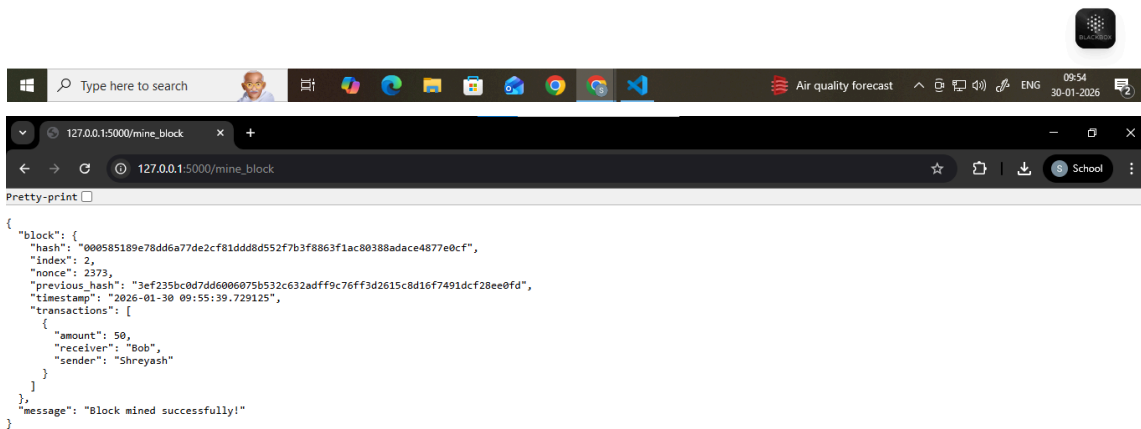 BLACKBOX
Type here to search
Air quality forecast
ENG
09:54
30-01-2026
2
127.0.0.1:5000/mine_block
127.0.0.1:5000/mine_block
S School
Pretty-print
{
  "block": {
    "hash": "000585189e78dd6a77de2cf81ddd8d552f7b3f8863f1ac80388adace4877e0cf",
    "index": 2,
    "nonce": 2373,
    "previous_hash": "3ef235bc0d7dd6006075b532c632adff9c76ff3d2615c8d16f7491dcf28ee0fd",
    "timestamp": "2026-01-30 09:55:39.729125",
    "transactions": [
      {
        "amount": 50,
        "receiver": "Bob",
        "sender": "Shreyash"
      }
    ]
  },
  "message": "Block mined successfully!"
}